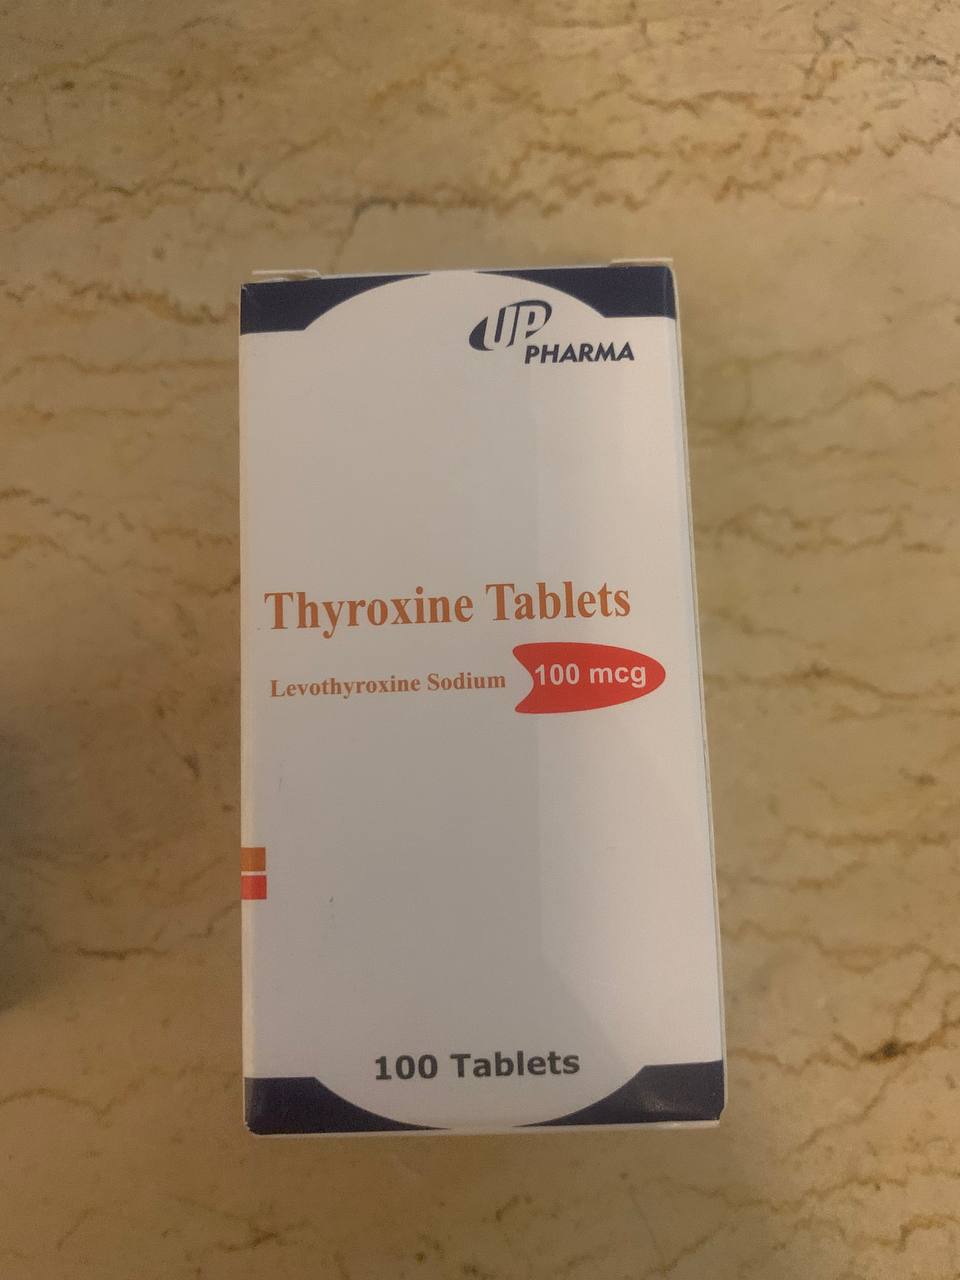 UP
PHARMA
Thyroxine Tablets
Levothyroxine Sodium 100 mcg
100 Tablets